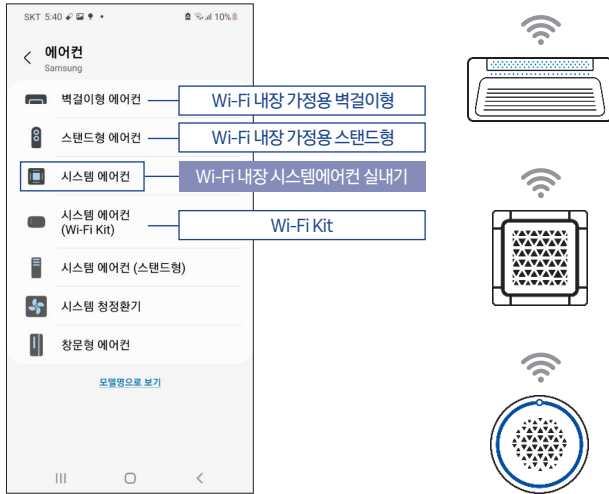 SKT 5:40
10%
에어컨
Samsung
벽걸이형 에어컨
Wi-Fi 내장 가정용 벽걸이형
스탠드형 에어컨
Wi-Fi 내장 가정용 스탠드형
시스템 에어컨
Wi-Fi 내장 시스템에어컨 실내기
시스템 에어컨
(Wi-Fi Kit)
Wi-Fi Kit
시스템 에어컨 (스탠드형)
시스템 청정환기
창문형 에어컨
모델명으로 보기